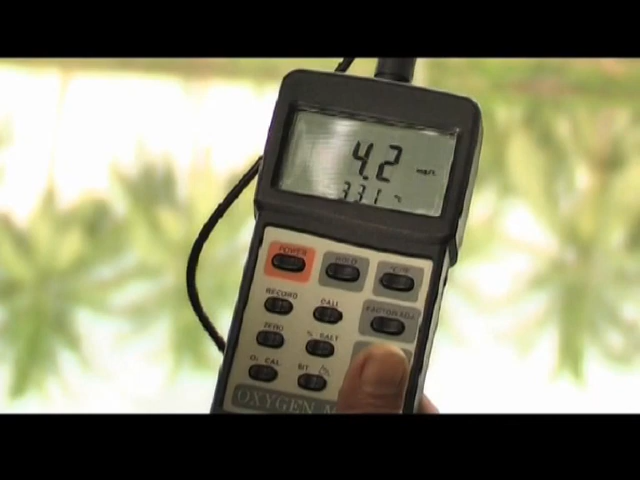 4.2 mg/L
33.1 °C
POWER HOLD
RECORD CALL
ZERO % SALT
O₂ CAL
OXYGEN M